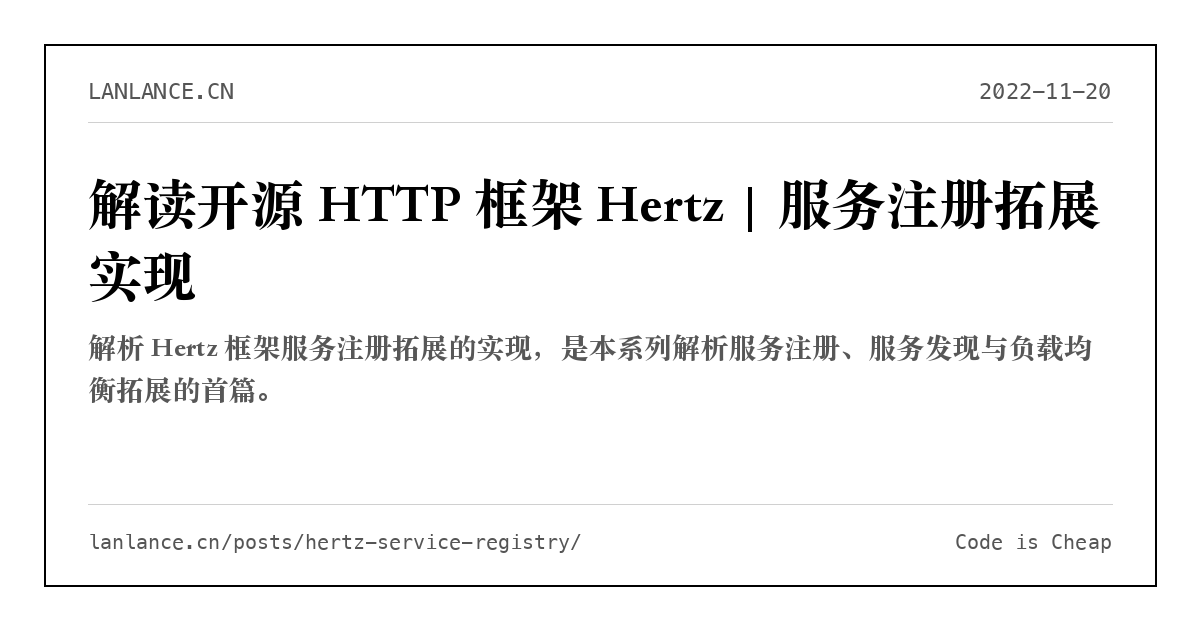 LANLANCE.CN
2022-11-20
解读开源 HTTP 框架 Hertz | 服务注册拓展
实现
解析 Hertz 框架服务注册拓展的实现，是本系列解析服务注册、服务发现与负载均
衡拓展的首篇。
lanlance.cn/posts/hertz-service-registry/
Code is Cheap